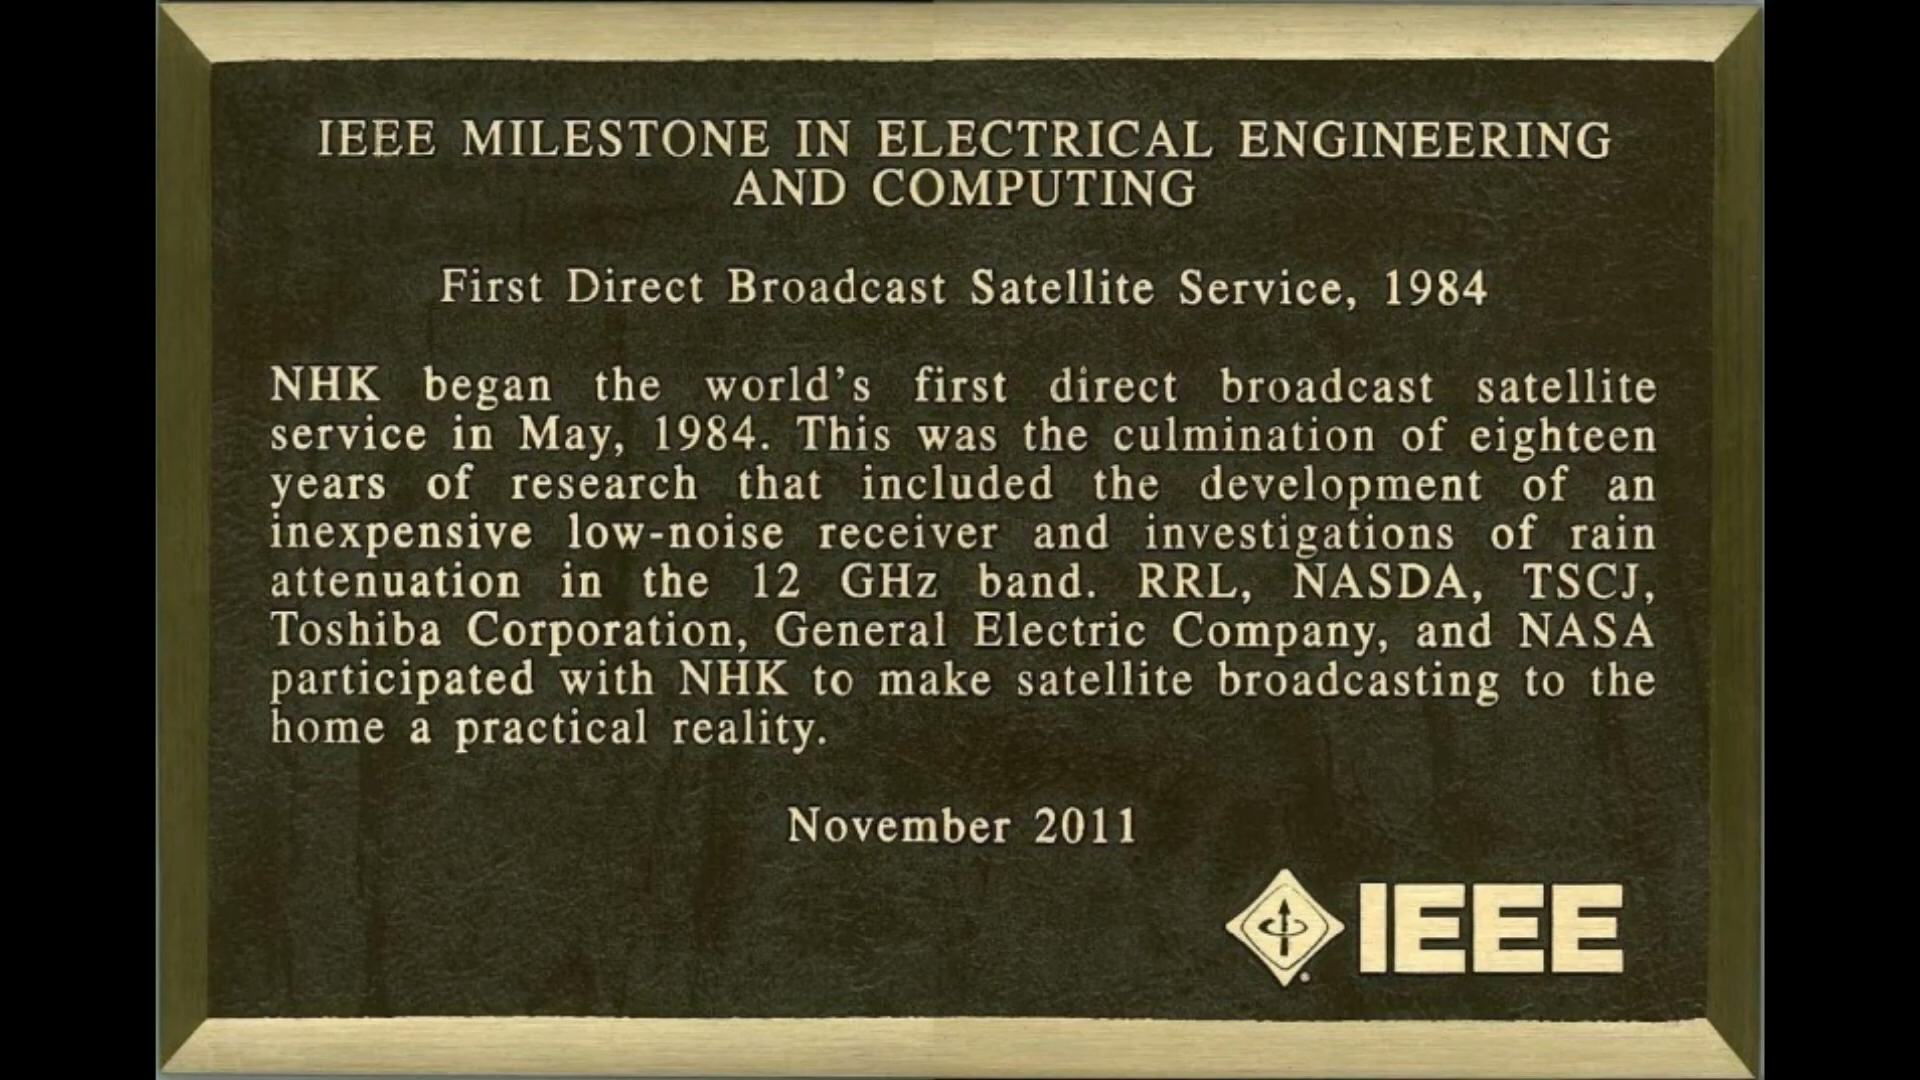 IEEE MILESTONE IN ELECTRICAL ENGINEERING
AND COMPUTING
First Direct Broadcast Satellite Service, 1984
NHK began the world's first direct broadcast satellite
service in May, 1984. This was the culmination of eighteen
years of research that included the development of an
inexpensive low-noise receiver and investigations of rain
attenuation in the 12 GHz band. RRL, NASDA, TSCJ,
Toshiba Corporation, General Electric Company, and NASA
participated with NHK to make satellite broadcasting to the
home a practical reality.
November 2011
IEEE